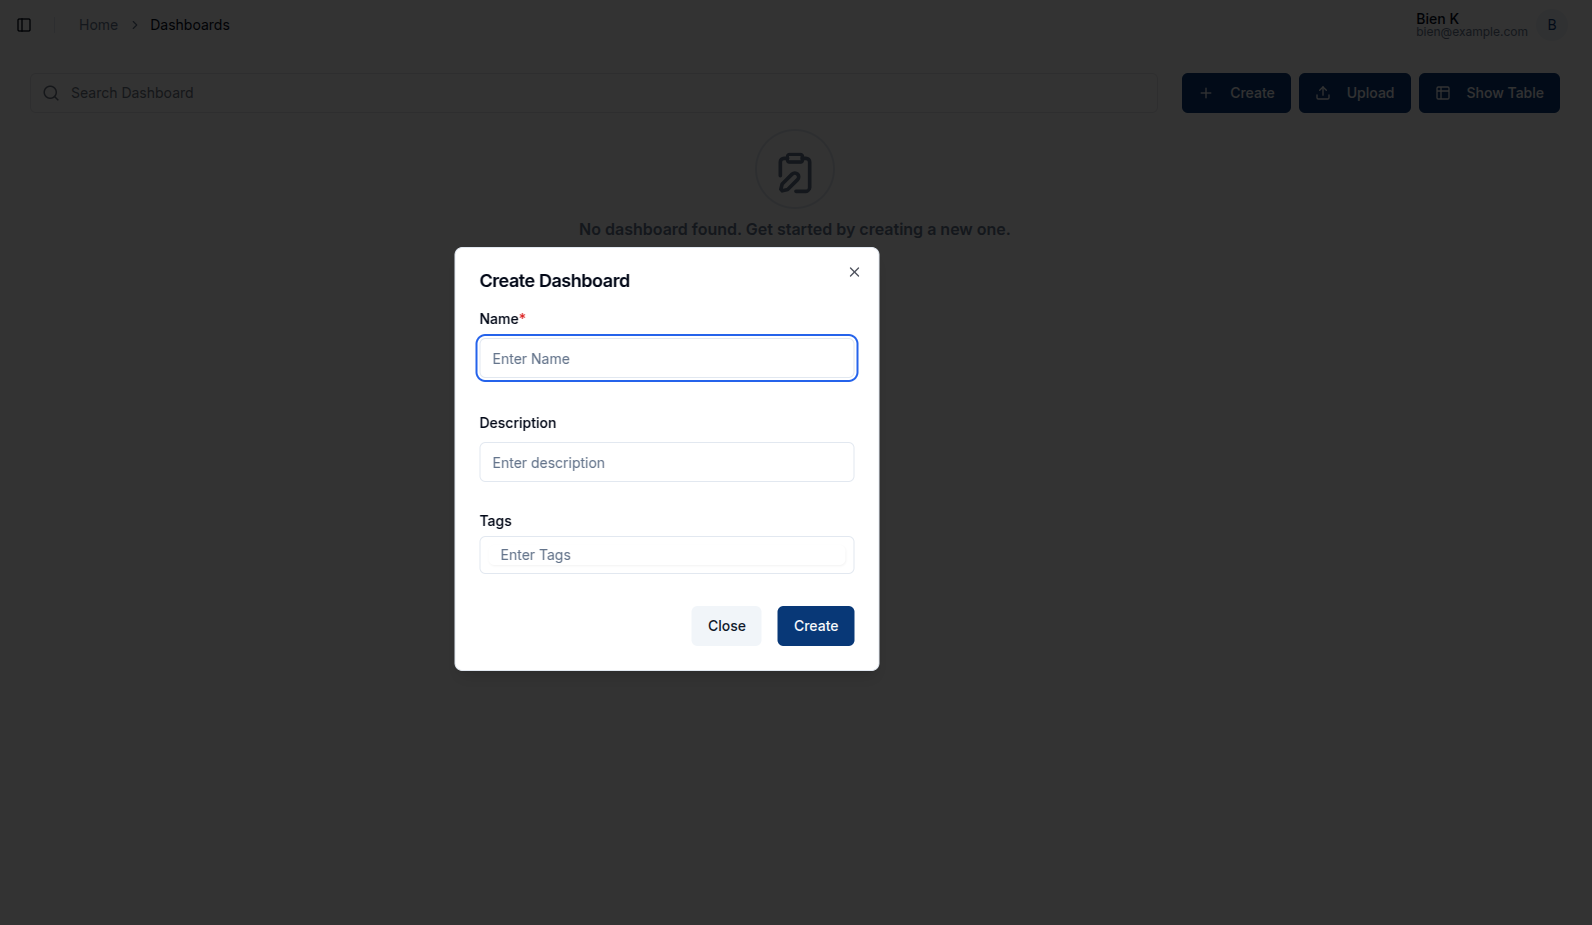 Home > Dashboards
Bien K
bien@example.com
B
Search Dashboard
Create
Upload
Show Table
No dashboard found. Get started by creating a new one.
Create Dashboard
Name*
Enter Name
Description
Enter description
Tags
Enter Tags
Close
Create